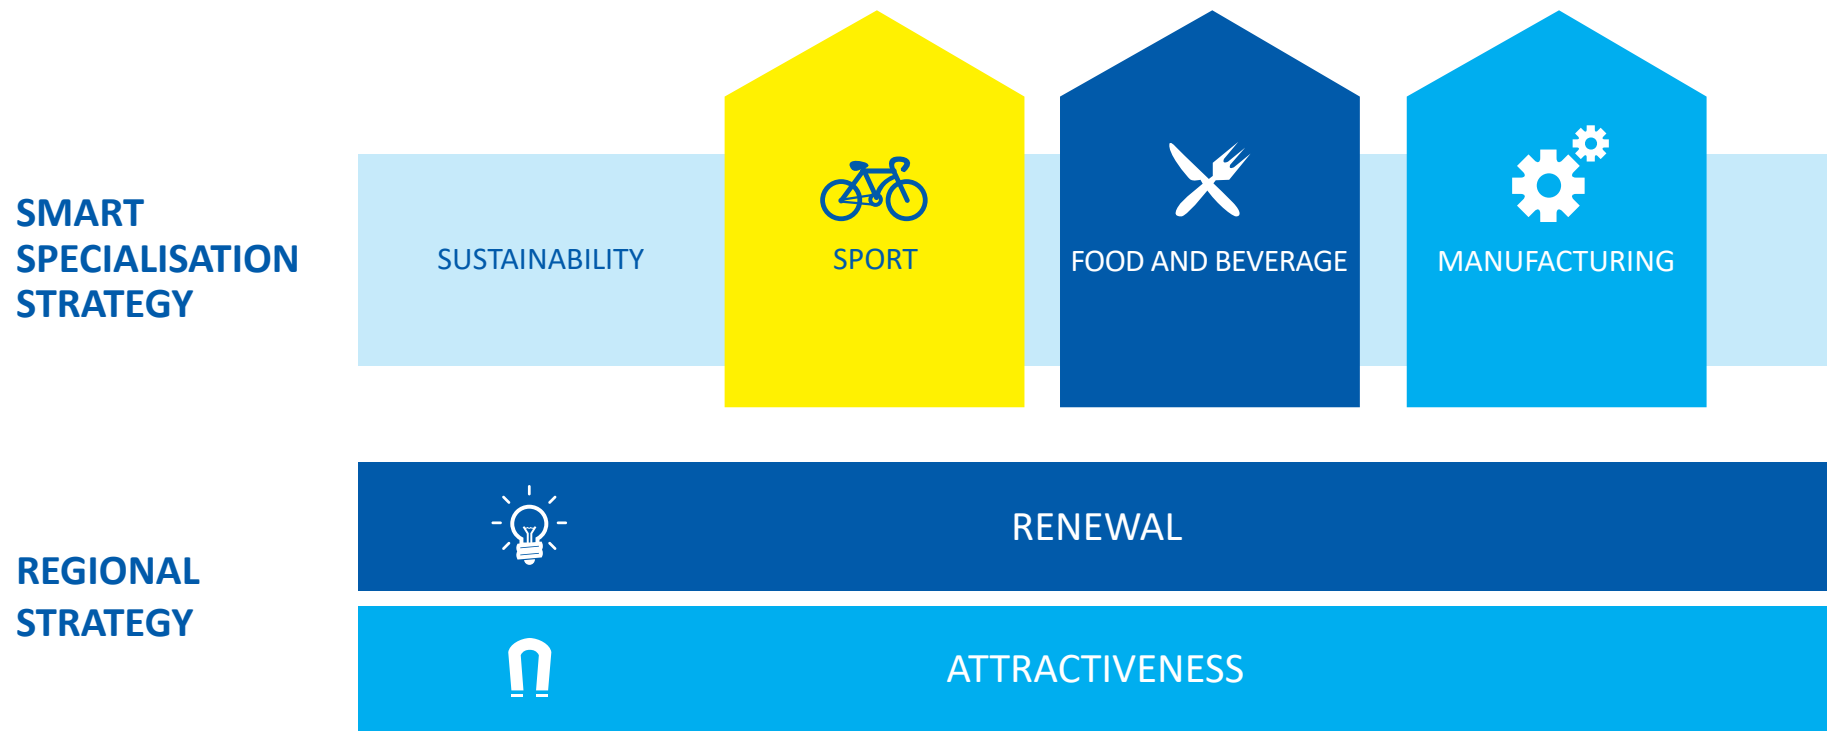 SMART
SPECIALISATION
STRATEGY
SUSTAINABILITY
SPORT
FOOD AND BEVERAGE
MANUFACTURING
REGIONAL
STRATEGY
RENEWAL
ATTRACTIVENESS